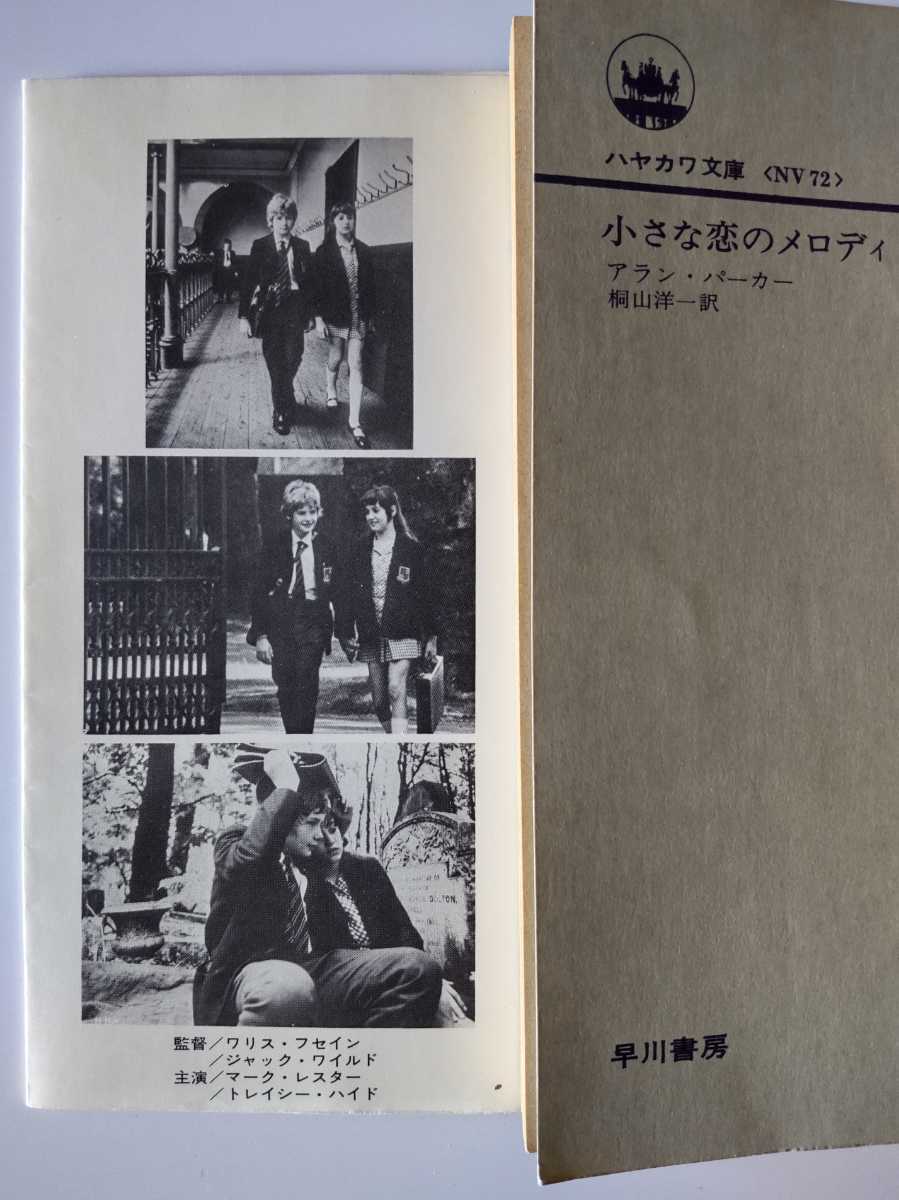 監督/ワリス・フセイン
/ジャック・ワイルド
主演/マーク・レスター
/トレイシー・ハイド
ハヤカワ文庫 〈NV72〉
小さな恋のメロディ
アラン・パーカー
桐山洋一訳
早川書房